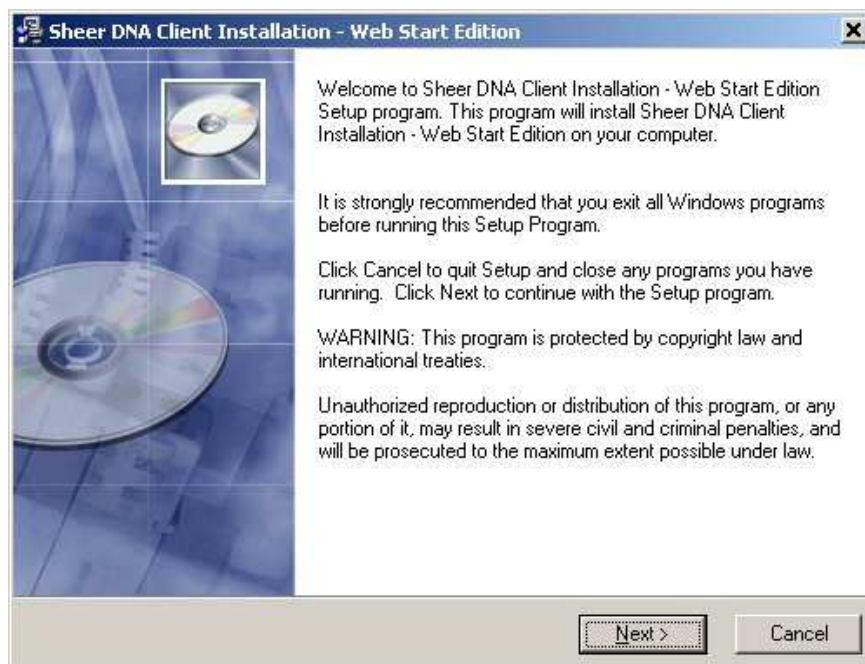 Sheer DNA Client Installation - Web Start Edition
Welcome to Sheer DNA Client Installation - Web Start Edition
Setup program. This program will install Sheer DNA Client
Installation - Web Start Edition on your computer.
It is strongly recommended that you exit all Windows programs
before running this Setup Program.
Click Cancel to quit Setup and close any programs you have
running. Click Next to continue with the Setup program.
WARNING: This program is protected by copyright law and
international treaties.
Unauthorized reproduction or distribution of this program, or any
portion of it, may result in severe civil and criminal penalties, and
will be prosecuted to the maximum extent possible under law.
Next >
Cancel